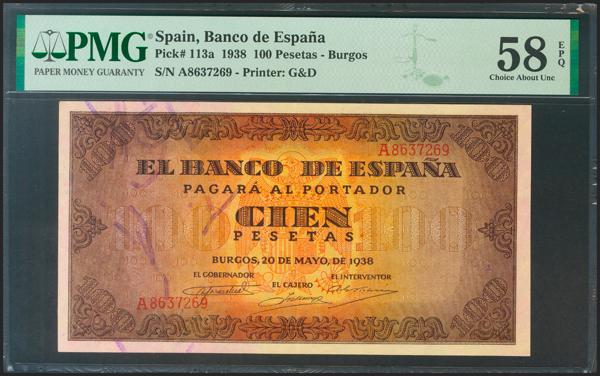 PMG
PAPER MONEY GUARANTY
Spain, Banco de España
Pick# 113a 1938 100 Pesetas - Burgos
S/N A8637269 - Printer: G&D
58 EPQ
Choice About Unc
100 100
A8637269
EL BANCO DE ESPAÑA
PAGARÁ AL PORTADOR
100 CIEN 100
PESETAS
BURGOS, 20 DE MAYO, DE 1938
EL GOBERNADOR EL CAJERO EL INTERVENTOR
A8637269
100 100